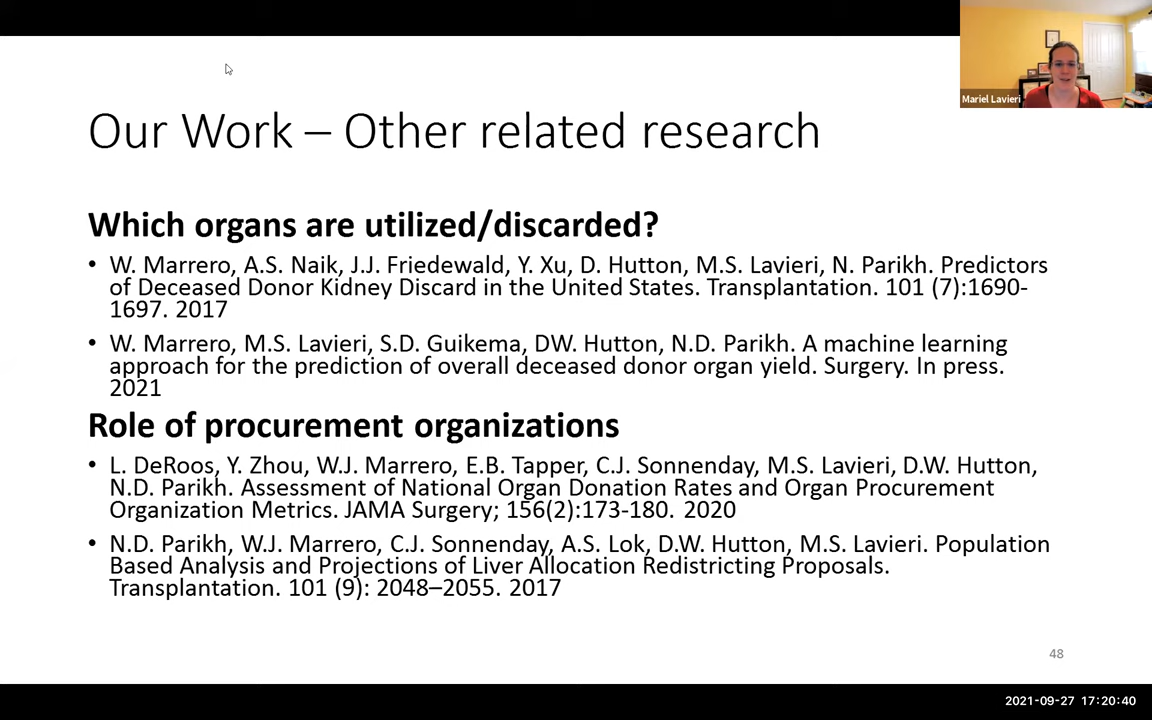 Mariel Lavieri
Our Work – Other related research
Which organs are utilized/discarded?
• W. Marrero, A.S. Naik, J.J. Friedewald, Y. Xu, D. Hutton, M.S. Lavieri, N. Parikh. Predictors
of Deceased Donor Kidney Discard in the United States. Transplantation. 101 (7):1690-
1697. 2017
• W. Marrero, M.S. Lavieri, S.D. Guikema, DW. Hutton, N.D. Parikh. A machine learning
approach for the prediction of overall deceased donor organ yield. Surgery. In press.
2021
Role of procurement organizations
• L. DeRoos, Y. Zhou, W.J. Marrero, E.B. Tapper, C.J. Sonnenday, M.S. Lavieri, D.W. Hutton,
N.D. Parikh. Assessment of National Organ Donation Rates and Organ Procurement
Organization Metrics. JAMA Surgery; 156(2):173-180. 2020
• N.D. Parikh, W.J. Marrero, C.J. Sonnenday, A.S. Lok, D.W. Hutton, M.S. Lavieri. Population
Based Analysis and Projections of Liver Allocation Redistricting Proposals.
Transplantation. 101 (9): 2048–2055. 2017
48
2021-09-27 17:20:40